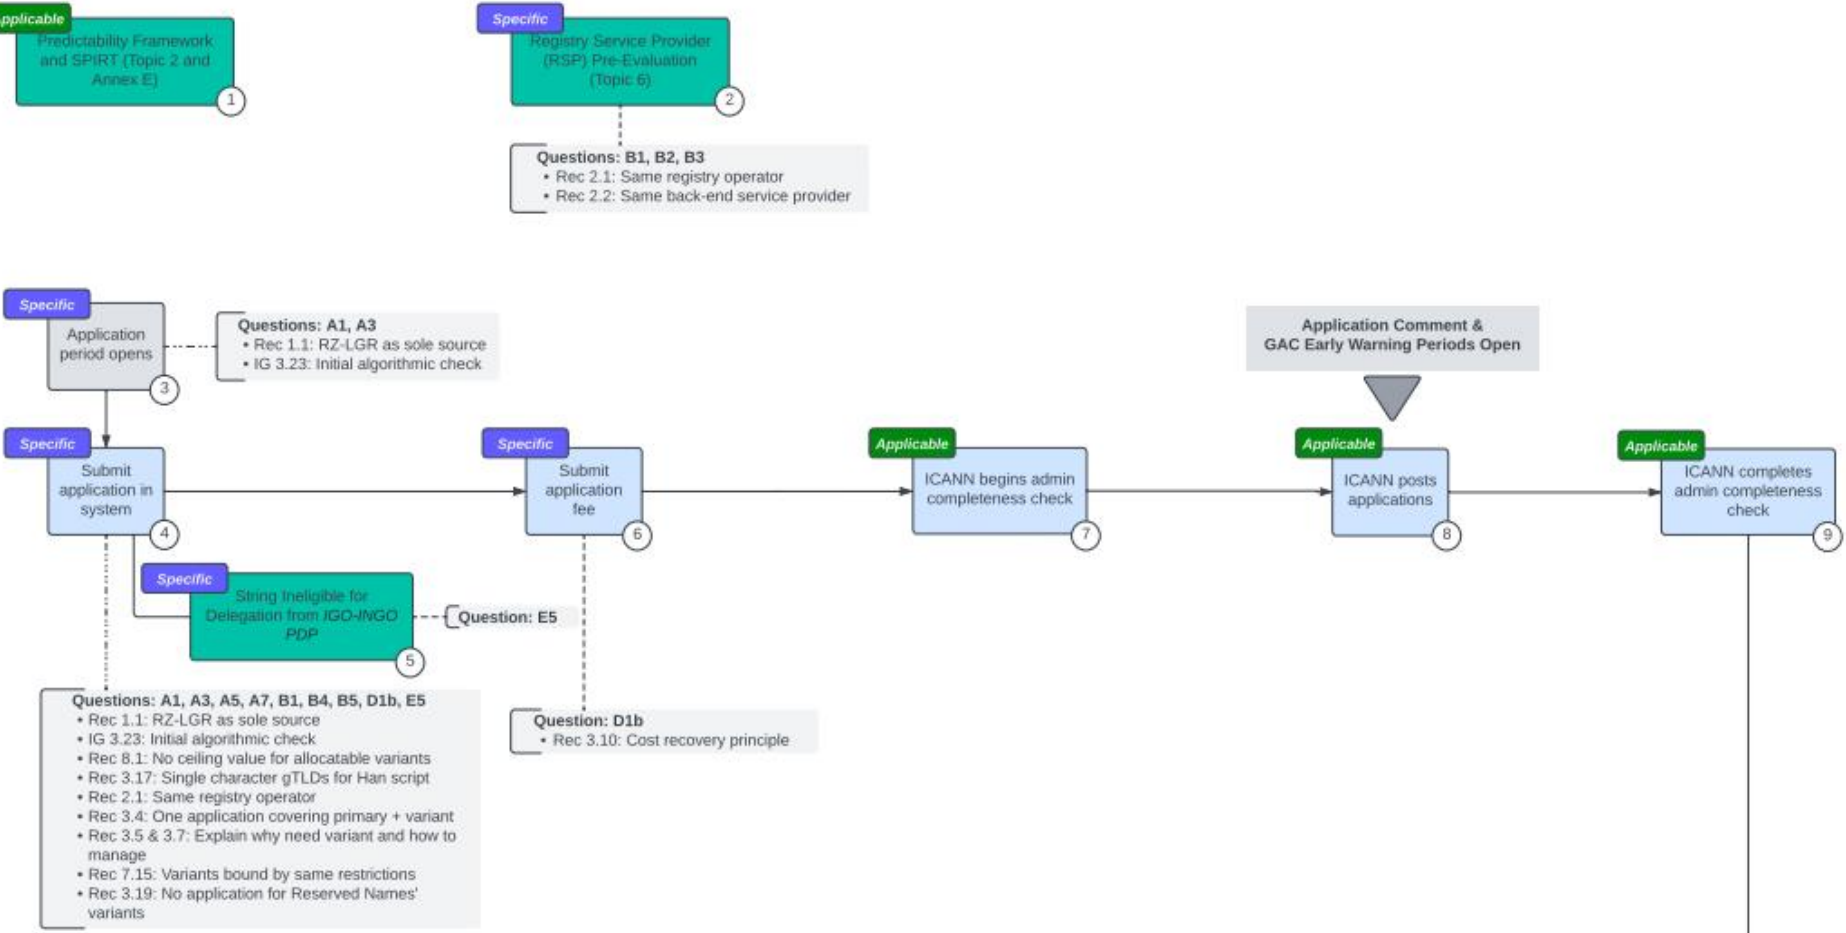 Applicable
Predictability Framework
and SPIRT (Topic 2 and
Annex E)
1
Specific
Registry Service Provider
(RSP) Pre-Evaluation
(Topic 6)
2
Questions: B1, B2, B3
• Rec 2.1: Same registry operator
• Rec 2.2: Same back-end service provider
Specific
Application
period opens
3
Questions: A1, A3
• Rec 1.1: RZ-LGR as sole source
• IG 3.23: Initial algorithmic check
Application Comment &
GAC Early Warning Periods Open
Specific
Submit
application in
system
4
Specific
Submit
application
fee
6
Applicable
ICANN begins admin
completeness check
7
Applicable
ICANN posts
applications
8
Applicable
ICANN completes
admin completeness
check
9
Specific
String Ineligible for
Delegation from IGO-INGO
PDP
5
Question: E5
Questions: A1, A3, A5, A7, B1, B4, B5, D1b, E5
• Rec 1.1: RZ-LGR as sole source
• IG 3.23: Initial algorithmic check
• Rec 8.1: No ceiling value for allocatable variants
• Rec 3.17: Single character gTLDs for Han script
• Rec 2.1: Same registry operator
• Rec 3.4: One application covering primary + variant
• Rec 3.5 & 3.7: Explain why need variant and how to
manage
• Rec 7.15: Variants bound by same restrictions
• Rec 3.19: No application for Reserved Names'
variants
Question: D1b
• Rec 3.10: Cost recovery principle